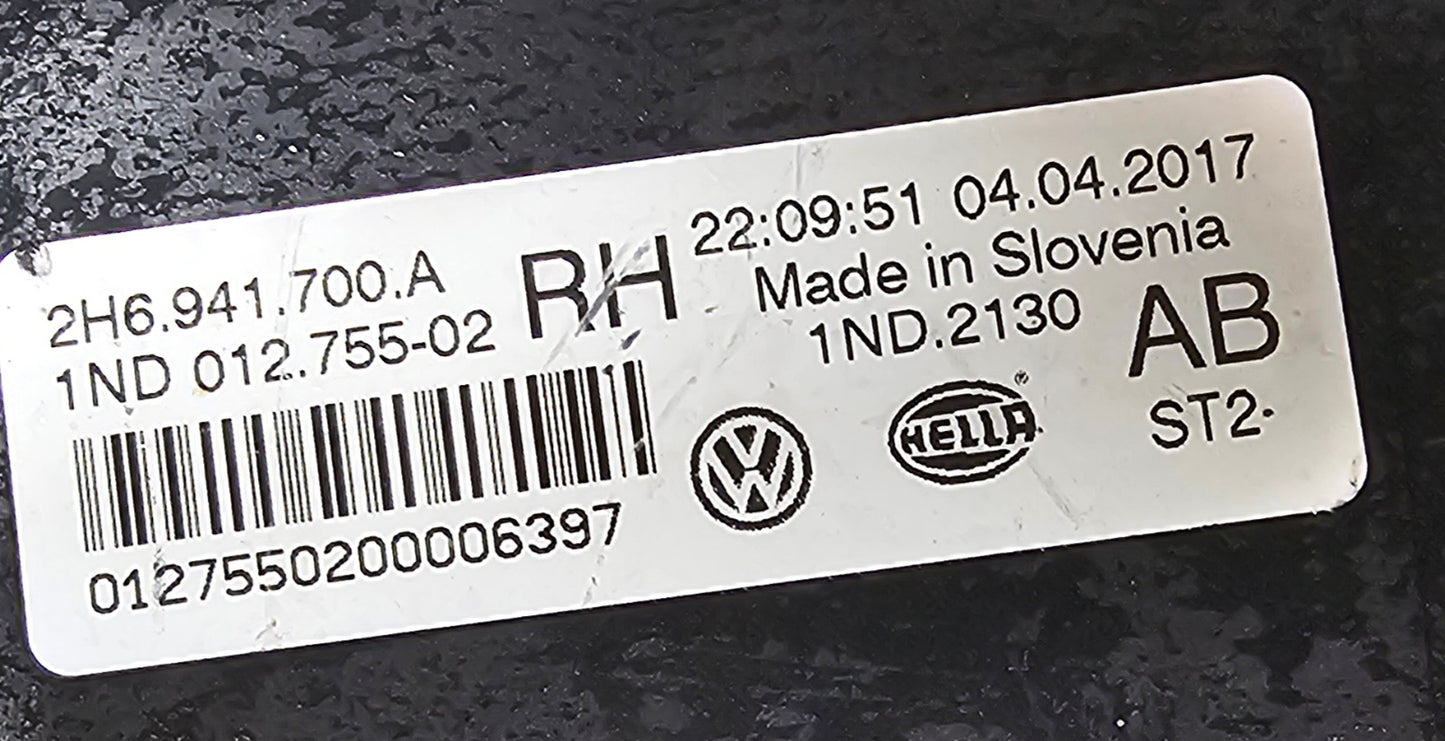 2H6.941.700.A
1ND 012.755-02
RH
22:09:51 04.04.2017
Made in Slovenia
1ND.2130
AB
ST2-
0127550200006397
VW
HELLA®